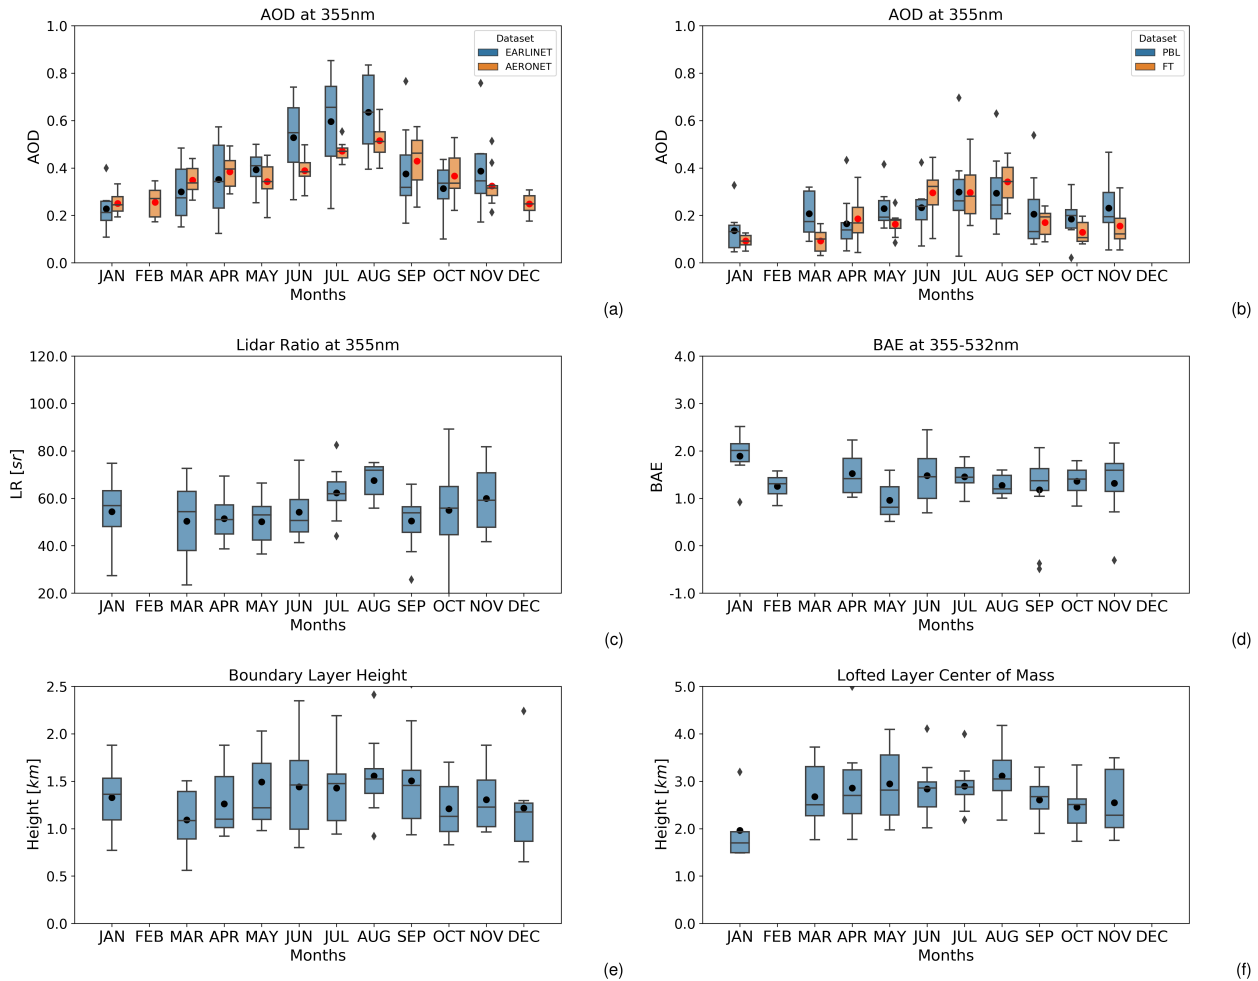 AOD at 355nm
1.0
0.8
0.6
0.4
0.2
0.0
AOD
Dataset
EARLINET
AERONET
JAN FEB MAR APR MAY JUN JUL AUG SEP OCT NOV DEC
Months
(a)
AOD at 355nm
1.0
0.8
0.6
0.4
0.2
0.0
AOD
Dataset
PBL
FT
JAN FEB MAR APR MAY JUN JUL AUG SEP OCT NOV DEC
Months
(b)
Lidar Ratio at 355nm
120.0
100.0
80.0
60.0
40.0
20.0
LR [sr]
JAN FEB MAR APR MAY JUN JUL AUG SEP OCT NOV DEC
Months
(c)
BAE at 355-532nm
4.0
3.0
2.0
1.0
0.0
-1.0
BAE
JAN FEB MAR APR MAY JUN JUL AUG SEP OCT NOV DEC
Months
(d)
Boundary Layer Height
2.5
2.0
1.5
1.0
0.5
0.0
Height [km]
JAN FEB MAR APR MAY JUN JUL AUG SEP OCT NOV DEC
Months
(e)
Lofted Layer Center of Mass
5.0
4.0
3.0
2.0
1.0
0.0
Height [km]
JAN FEB MAR APR MAY JUN JUL AUG SEP OCT NOV DEC
Months
(f)